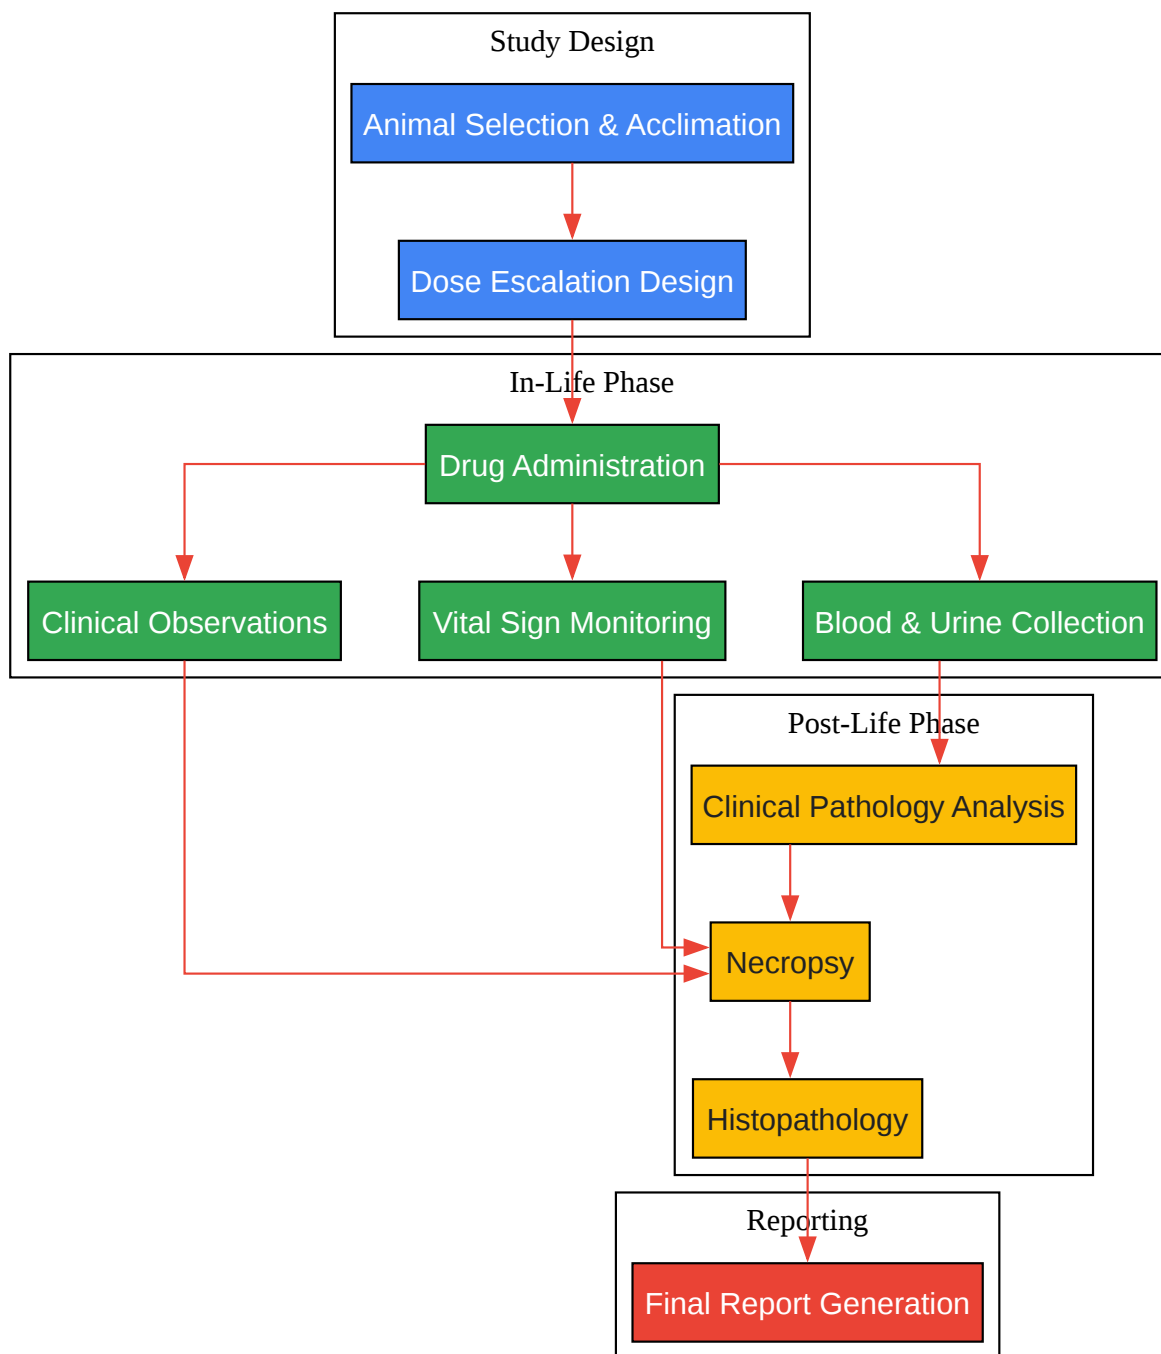 Study Design
Animal Selection & Acclimation
Dose Escalation Design
In-Life Phase
Drug Administration
Clinical Observations
Vital Sign Monitoring
Blood & Urine Collection
Post-Life Phase
Clinical Pathology Analysis
Necropsy
Histopathology
Reporting
Final Report Generation